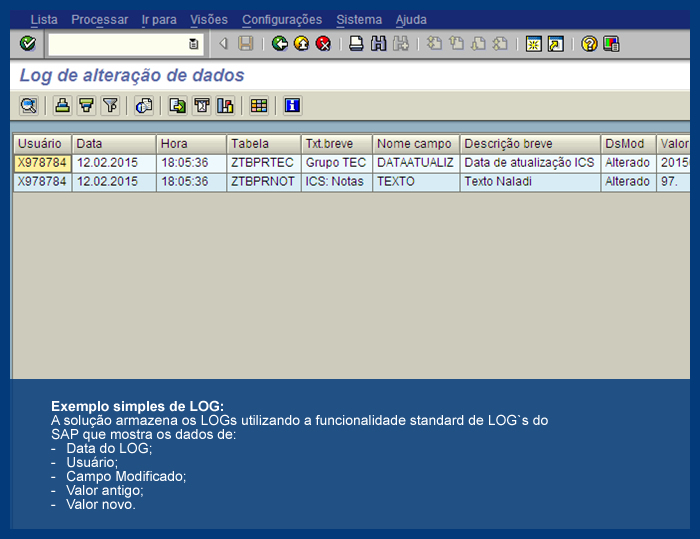 Lista Processar Ir para Visões Configurações Sistema Ajuda
Log de alteração de dados
Usuário Data Hora Tabela Txt.breve Nome campo Descrição breve DsMod Valor
X978784 12.02.2015 18:05:36 ZTBPRTEC Grupo TEC DATAATUALIZ Data de atualização ICS Alterado 2015
X978784 12.02.2015 18:05:36 ZTBPRNOT ICS: Notas TEXTO Texto Naladi Alterado 97.
Exemplo simples de LOG:
A solução armazena os LOGs utilizando a funcionalidade standard de LOG`s do
SAP que mostra os dados de:
- Data do LOG;
- Usuário;
- Campo Modificado;
- Valor antigo;
- Valor novo.